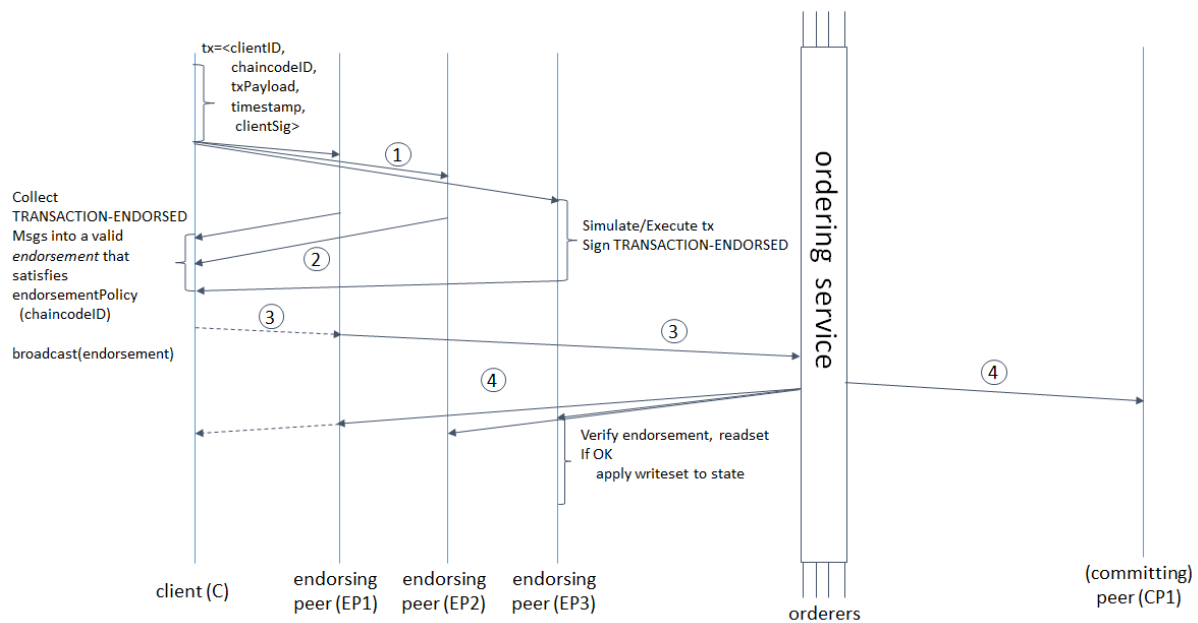 tx=<clientID,
chaincodeID,
txPayload,
timestamp,
clientSig>
1
Collect
TRANSACTION-ENDORSED
Msgs into a valid
endorsement that
satisfies
endorsementPolicy
(chaincodeID)
2
Simulate/Execute tx
Sign TRANSACTION-ENDORSED
ordering service
3
3
broadcast(endorsement)
4
4
Verify endorsement, readset
If OK
apply writeset to state
client (C)
endorsing
peer (EP1)
endorsing
peer (EP2)
endorsing
peer (EP3)
orderers
(committing)
peer (CP1)